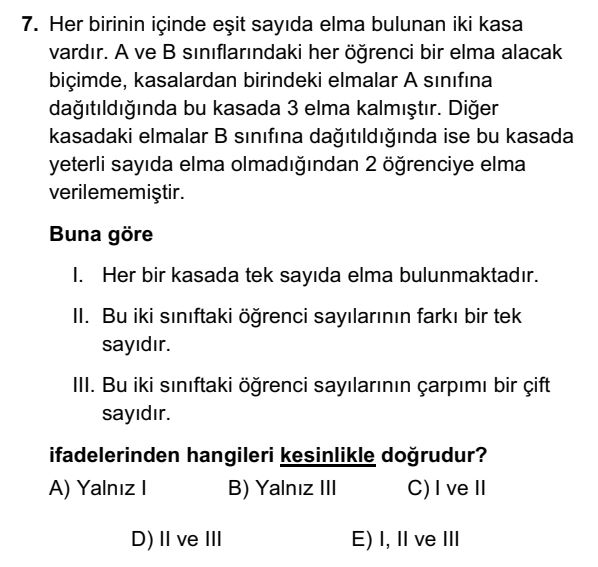 7. Her birinin içinde eşit sayıda elma bulunan iki kasa
vardır. A ve B sınıflarındaki her öğrenci bir elma alacak
biçimde, kasalardan birindeki elmalar A sınıfına
dağıtıldığında bu kasada 3 elma kalmıştır. Diğer
kasadaki elmalar B sınıfına dağıtıldığında ise bu kasada
yeterli sayıda elma olmadığından 2 öğrenciye elma
verilememiştir.
Buna göre
I. Her bir kasada tek sayıda elma bulunmaktadır.
II. Bu iki sınıftaki öğrenci sayılarının farkı bir tek
sayıdır.
III. Bu iki sınıftaki öğrenci sayılarının çarpımı bir çift
sayıdır.
ifadelerinden hangileri kesinlikle doğrudur?
A) Yalnız I B) Yalnız III C) I ve II
D) II ve III E) I, II ve III